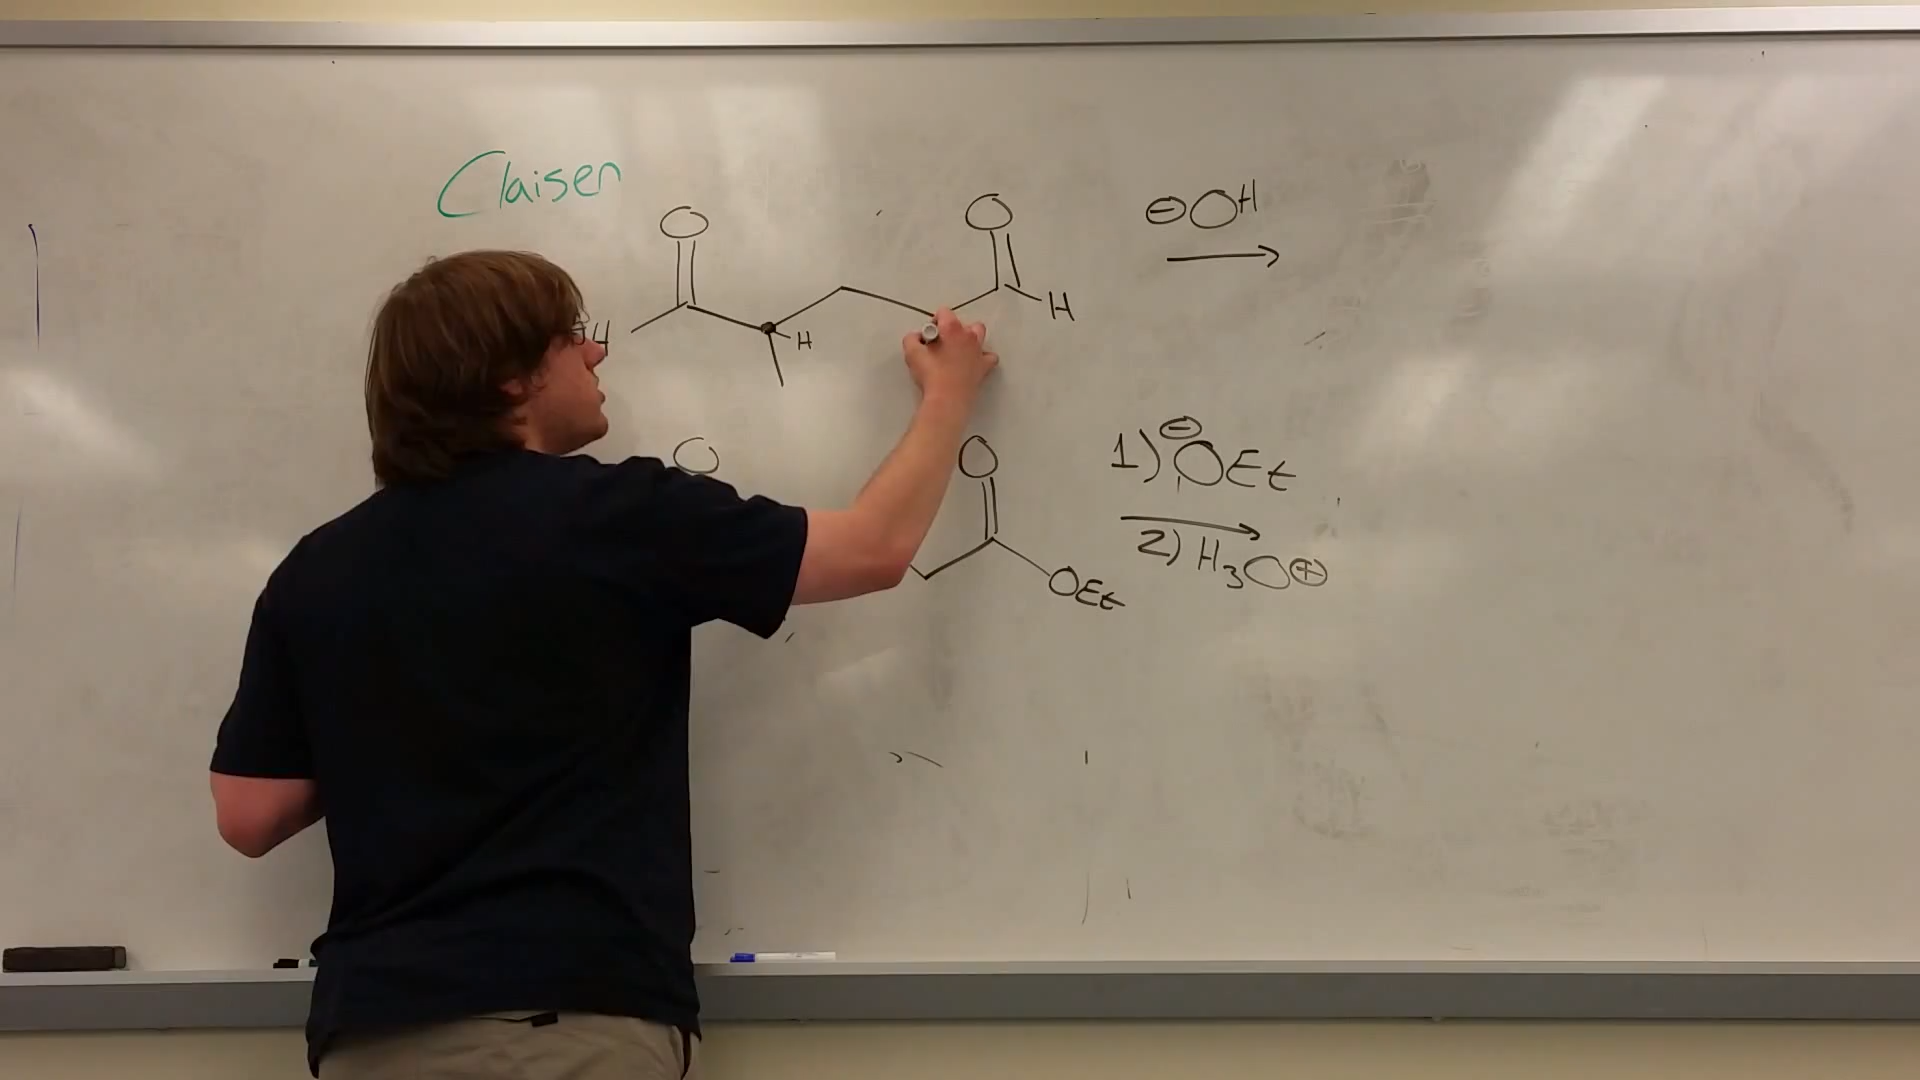 Claisen
O O ⊖OH
H H H
O O 1) ⊖OEt
2) H3O⊕
OEt